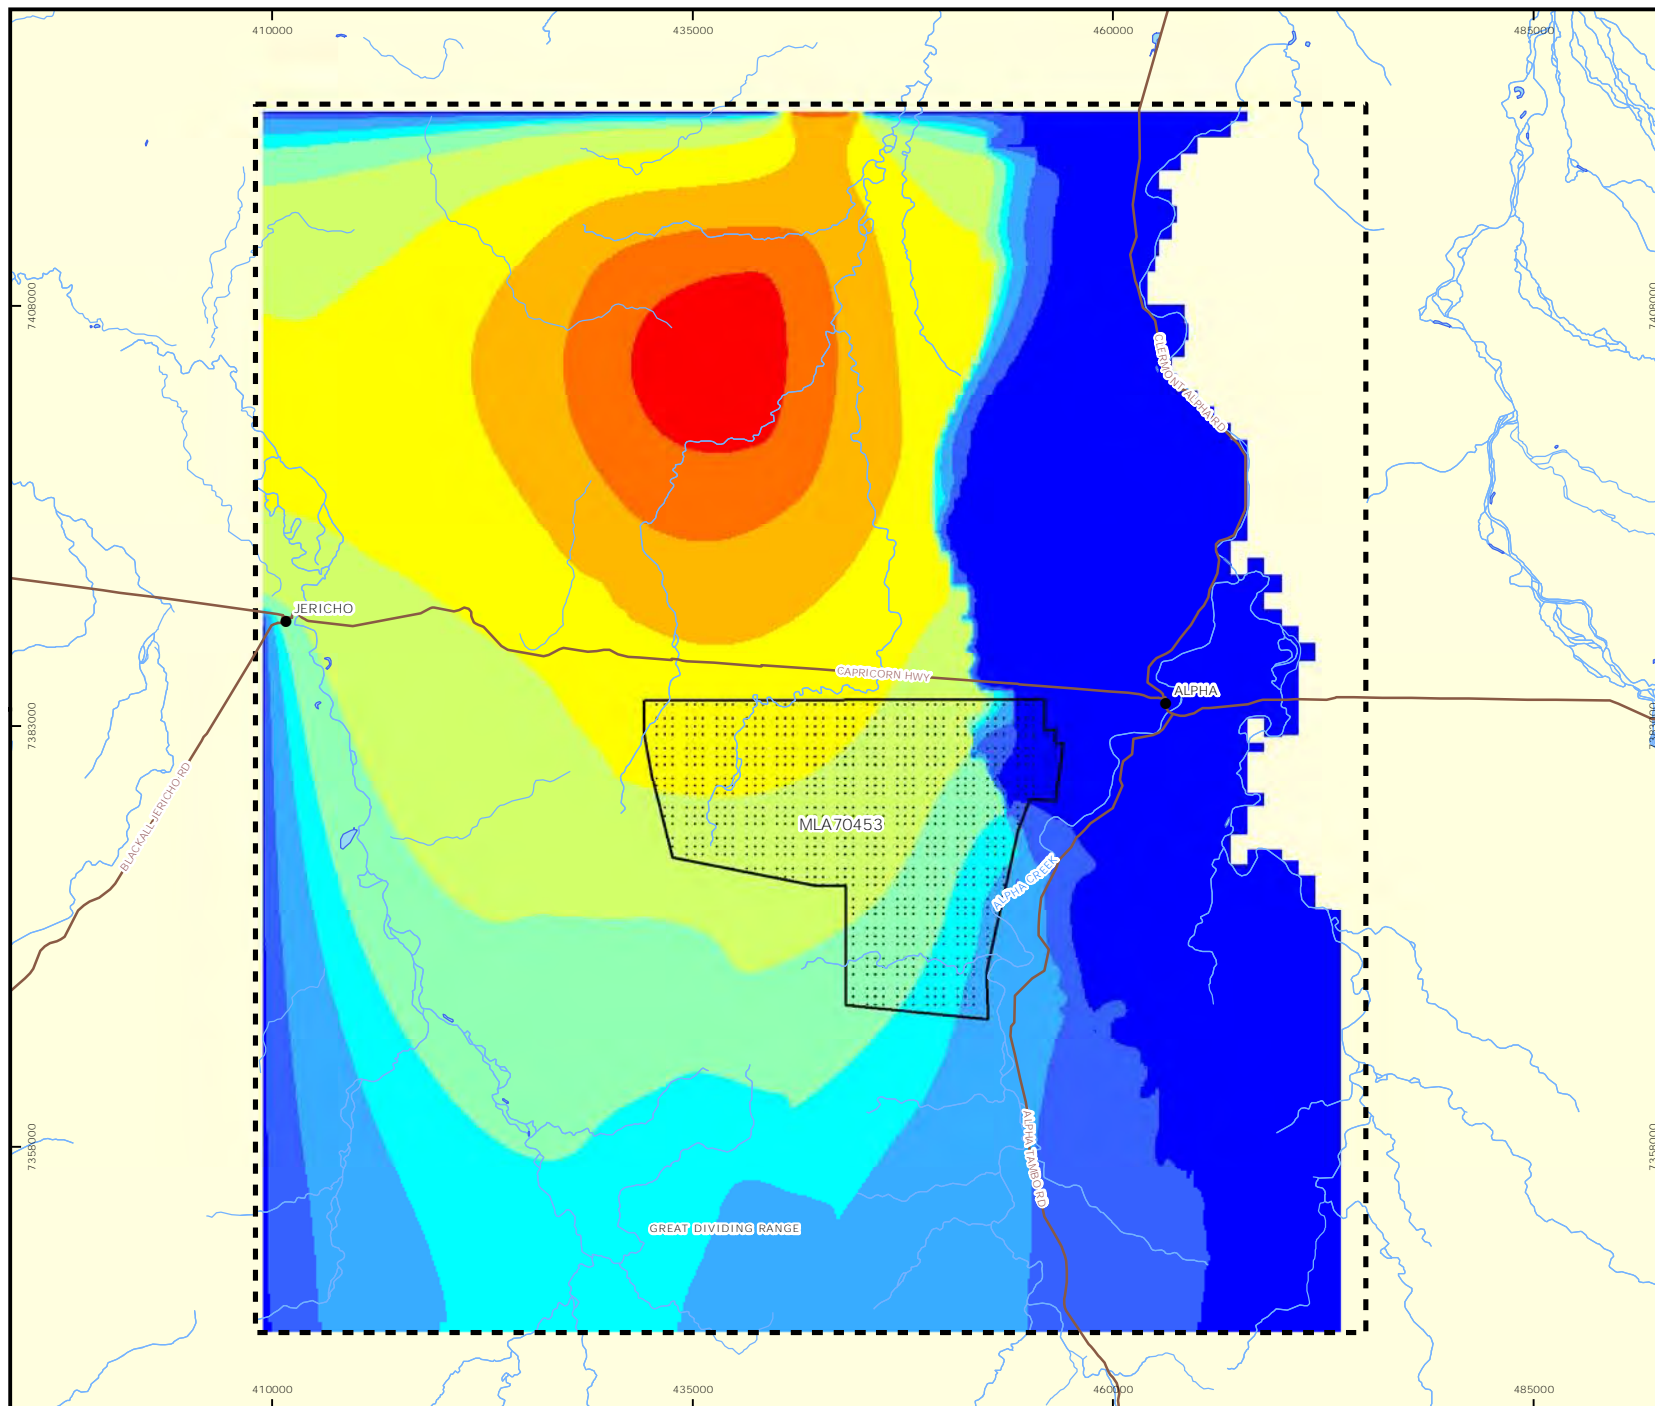 410000 435000 460000 485000
7408000
7408000
CLERMONT ALPHA RD
JERICHO
CAPRICORN HWY
ALPHA
7383000
BLACKALL-JERICHO RD
MLA70453
ALPHA CREEK
7358000
7358000
ALPHA TAMBO RD
GREAT DIVIDING RANGE
410000 435000 460000 485000